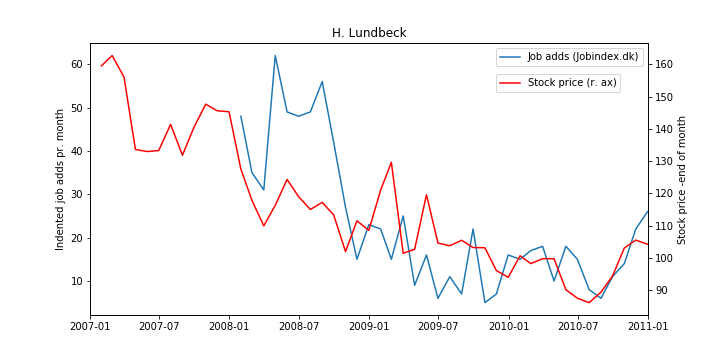 H. Lundbeck
Job adds (Jobindex.dk)
Stock price (r. ax)
Indented job adds pr. month
60
50
40
30
20
10
Stock price -end of month
160
150
140
130
120
110
100
90
2007-01 2007-07 2008-01 2008-07 2009-01 2009-07 2010-01 2010-07 2011-01